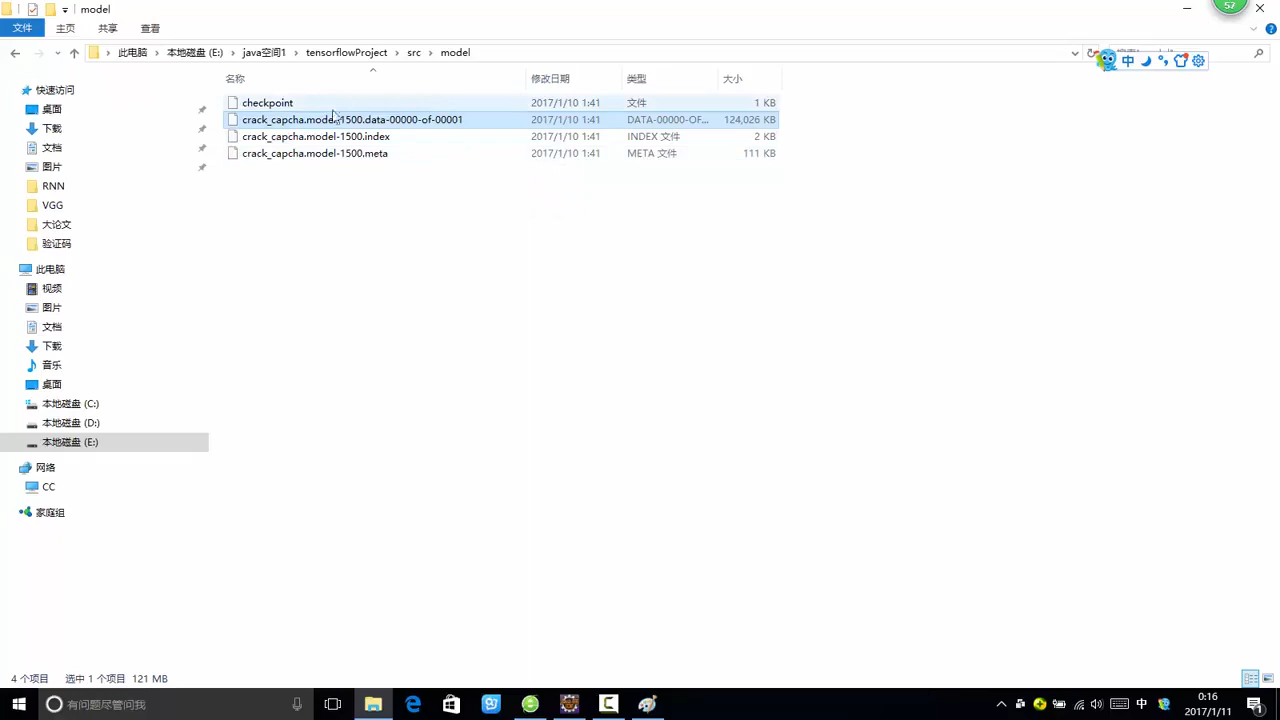 model
57
文件
主页
共享
查看
此电脑
本地磁盘 (E:)
java空间1
tensorflowProject
src
model
中
名称
修改日期
类型
大小
checkpoint
2017/1/10 1:41
文件
1 KB
crack_capcha.model-1500.data-00000-of-00001
2017/1/10 1:41
DATA-00000-OF...
124,026 KB
crack_capcha.model-1500.index
2017/1/10 1:41
INDEX 文件
2 KB
crack_capcha.model-1500.meta
2017/1/10 1:41
META 文件
111 KB
快速访问
桌面
下载
文档
图片
RNN
VGG
大论文
验证码
此电脑
视频
图片
文档
下载
音乐
桌面
本地磁盘 (C:)
本地磁盘 (D:)
本地磁盘 (E:)
网络
CC
家庭组
4 个项目
选中 1 个项目
121 MB
有问题尽管问我
中
0:16
2017/1/11